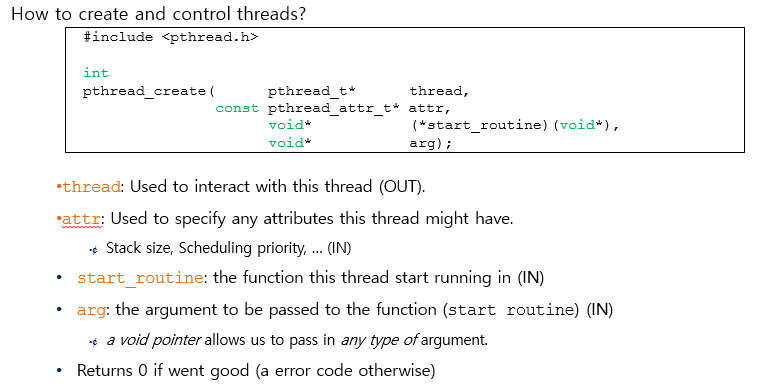 How to create and control threads?
#include <pthread.h>
int
pthread_create( pthread_t* thread,
const pthread_attr_t* attr,
void* (*start_routine)(void*),
void* arg);
•thread: Used to interact with this thread (OUT).
•attr: Used to specify any attributes this thread might have.
Stack size, Scheduling priority, … (IN)
• start_routine: the function this thread start running in (IN)
• arg: the argument to be passed to the function (start routine) (IN)
a void pointer allows us to pass in any type of argument.
• Returns 0 if went good (a error code otherwise)